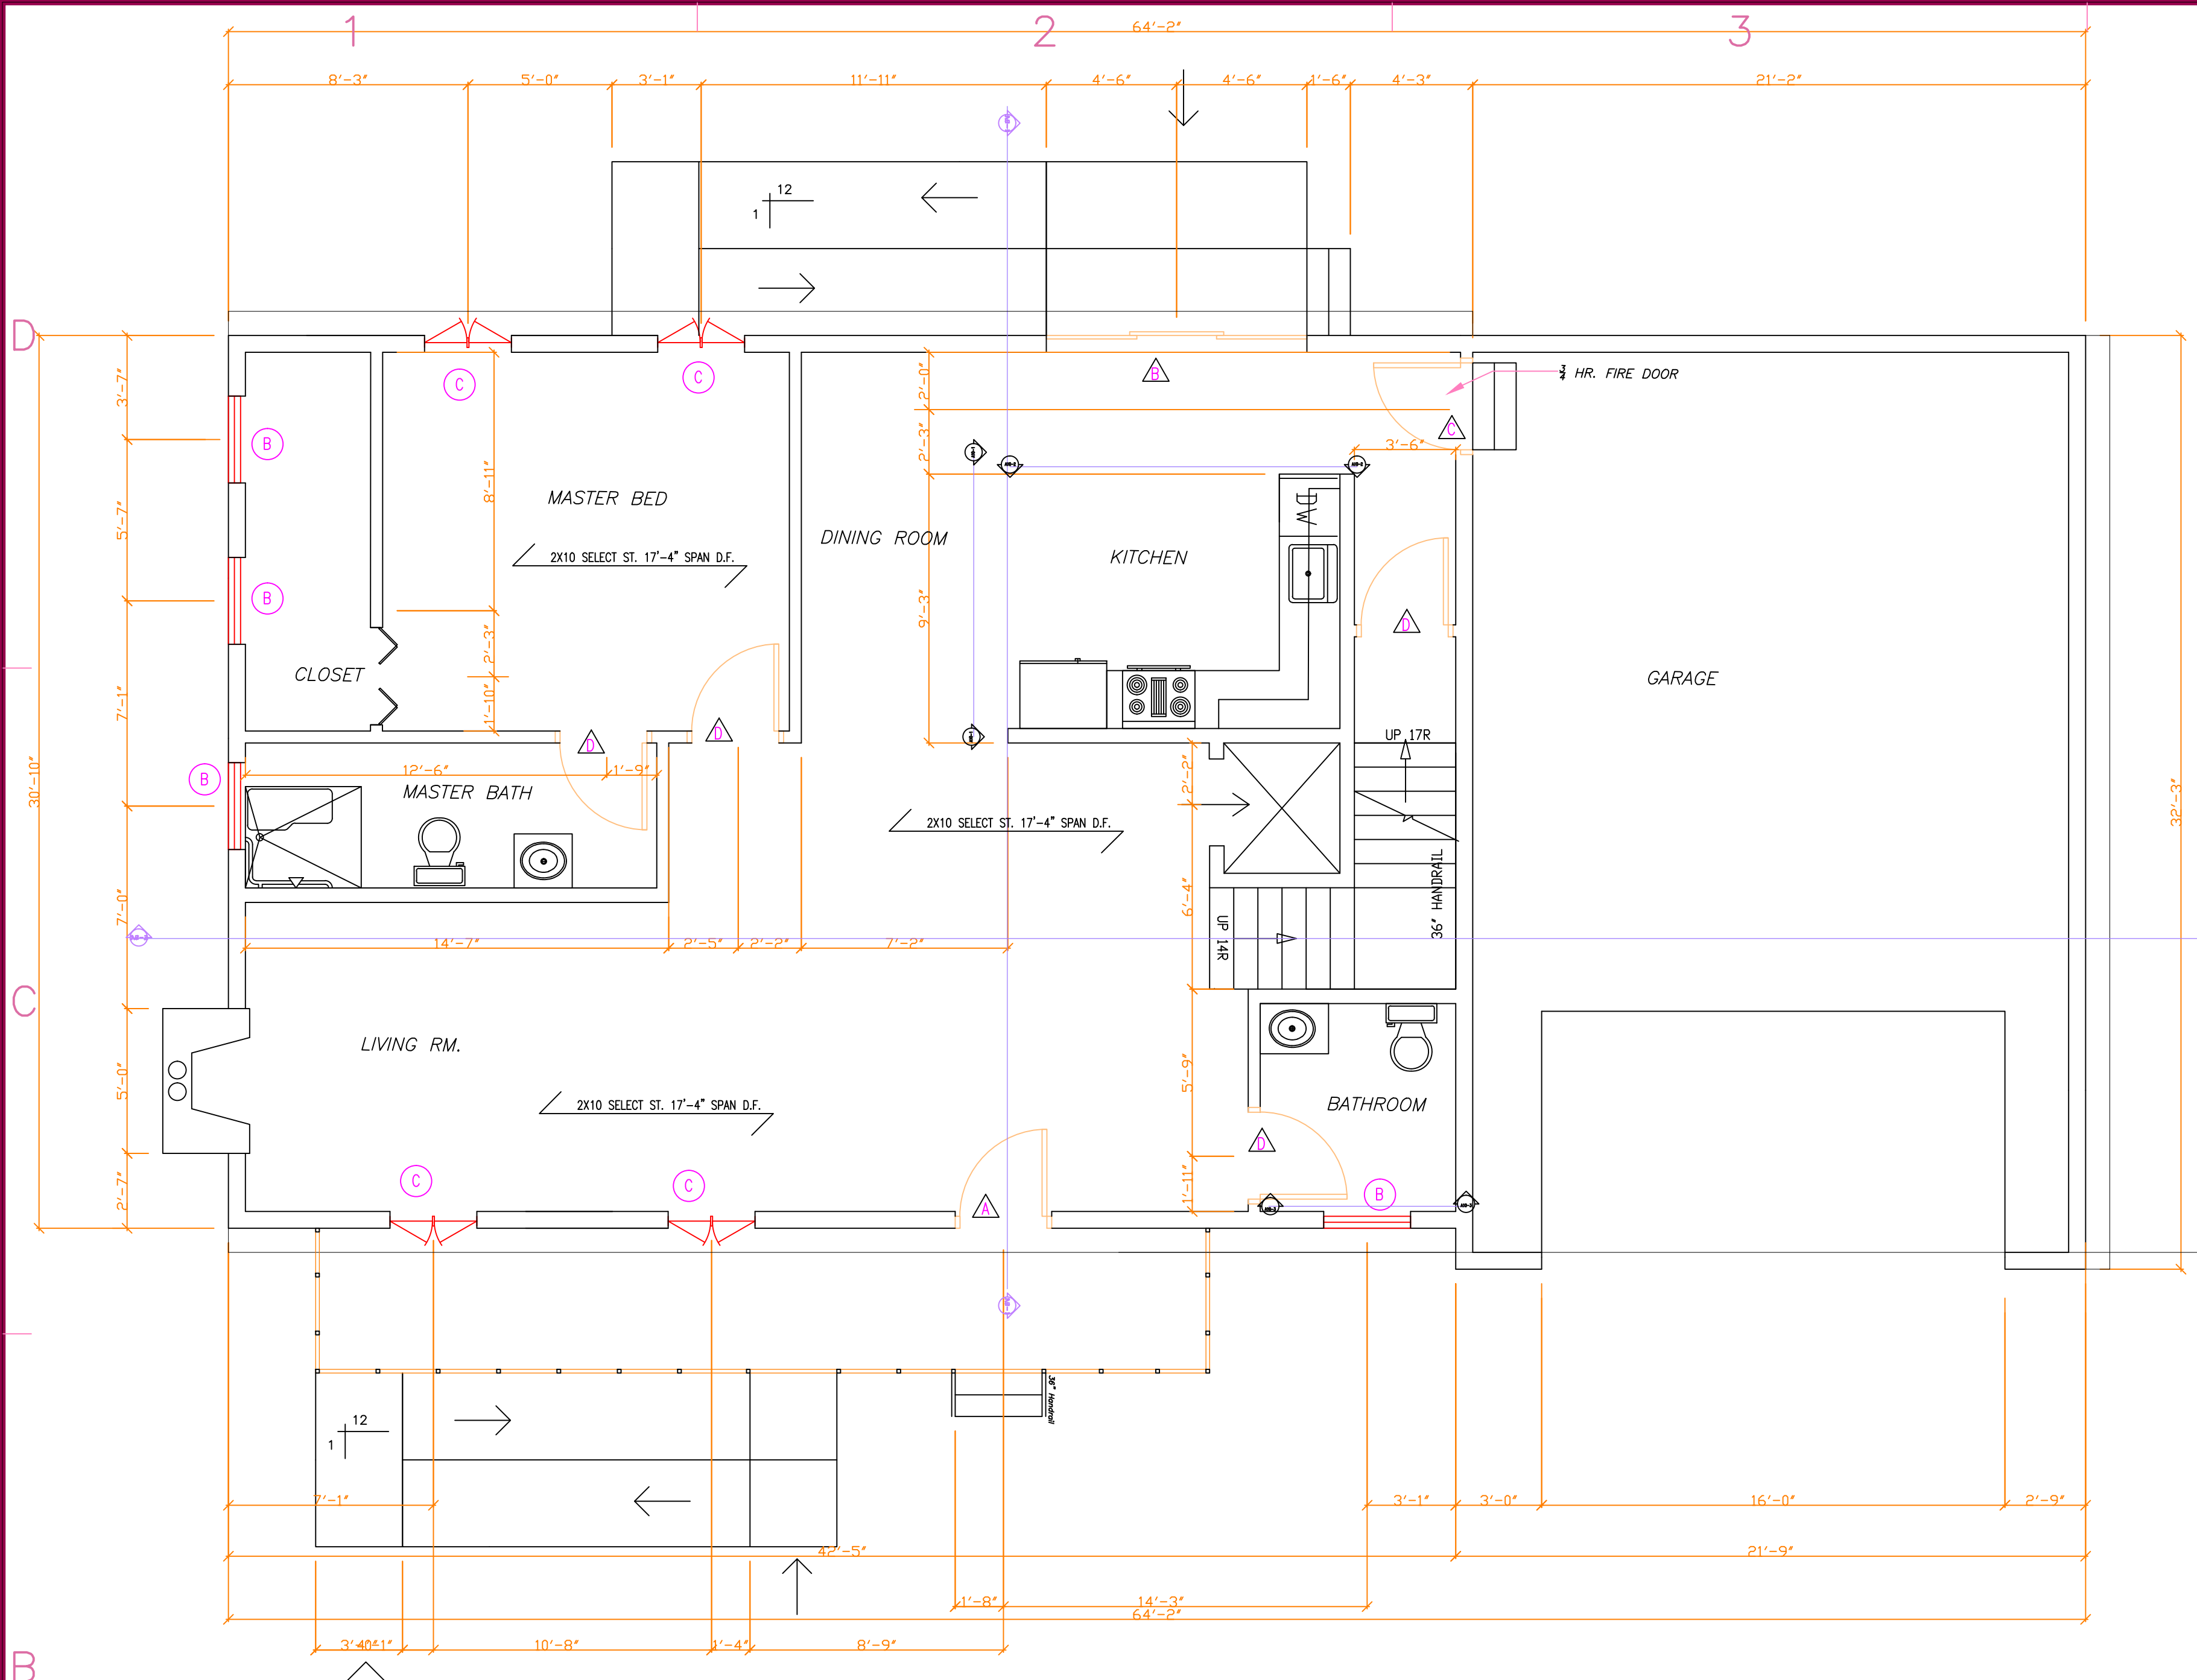 1 2 3
64'-2"
8'-3" 5'-0" 3'-1" 11'-11" 4'-6" 4'-6" 1'-6" 4'-3" 21'-2"
12
1
D
C
C
B
3'-7"
2'-0"
B
3/4 HR. FIRE DOOR
C
B
2'-3"
3'-6"
8'-11"
MASTER BED
DW
5'-7"
DINING ROOM
KITCHEN
2X10 SELECT ST. 17'-4" SPAN D.F.
B
9'-3"
D
2'-3"
CLOSET
GARAGE
7'-1"
1'-10"
D
D
UP 17R
30'-10"
B
12'-6" 1'-9"
2'-2"
32'-3"
MASTER BATH
2X10 SELECT ST. 17'-4" SPAN D.F.
36" HANDRAIL
7'-0"
6'-4"
UP 14R
14'-7" 2'-5" 2'-2" 7'-2"
C
LIVING RM.
5'-0"
5'-9"
2X10 SELECT ST. 17'-4" SPAN D.F.
BATHROOM
D
C
C
2'-7"
1'-11"
A
B
36" Handrail
12
1
7'-1"
3'-1" 3'-0" 16'-0" 2'-9"
42'-5" 21'-9"
1'-8" 14'-3"
64'-2"
10'-8" 1'-4" 8'-9"
B